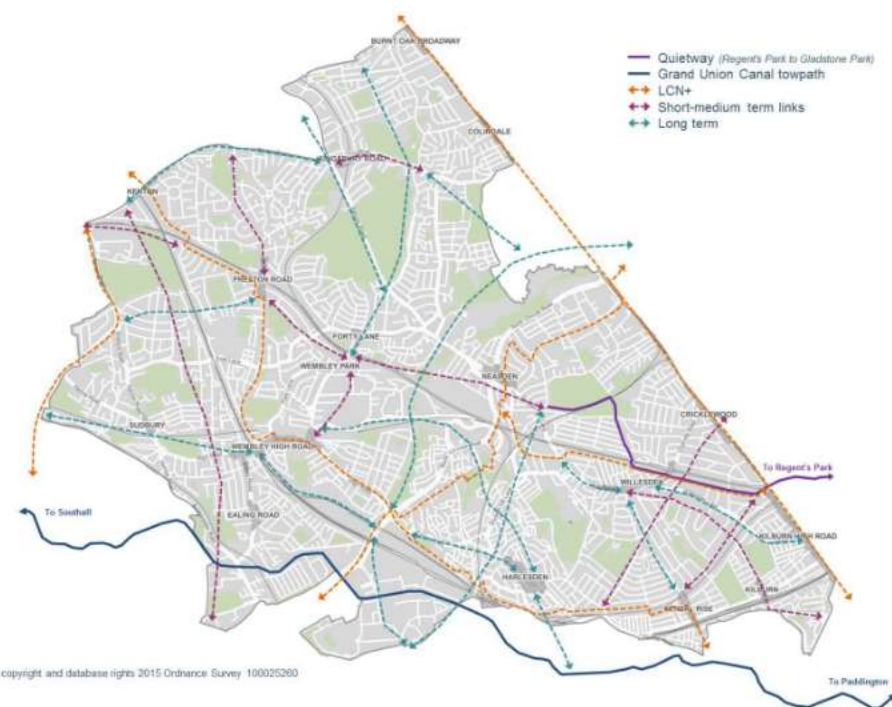 BURNT OAK BROADWAY
Quietway (Regent's Park to Gladstone Park)
Grand Union Canal towpath
LCN+
Short-medium term links
Long term
COLINDALE
KINGSBURY ROAD
KENTON
PRESTON ROAD
FORTY LANE
WEMBLEY PARK
NEASDEN
CRICKLEWOOD
SUDBURY
WEMBLEY HIGH ROAD
To Regent's Park
WILLESDEN
To Southall
EALING ROAD
KILBURN HIGH ROAD
HARLESDEN
KILBURN
KENSAL RISE
copyright and database rights 2015 Ordnance Survey 100025260
To Paddington